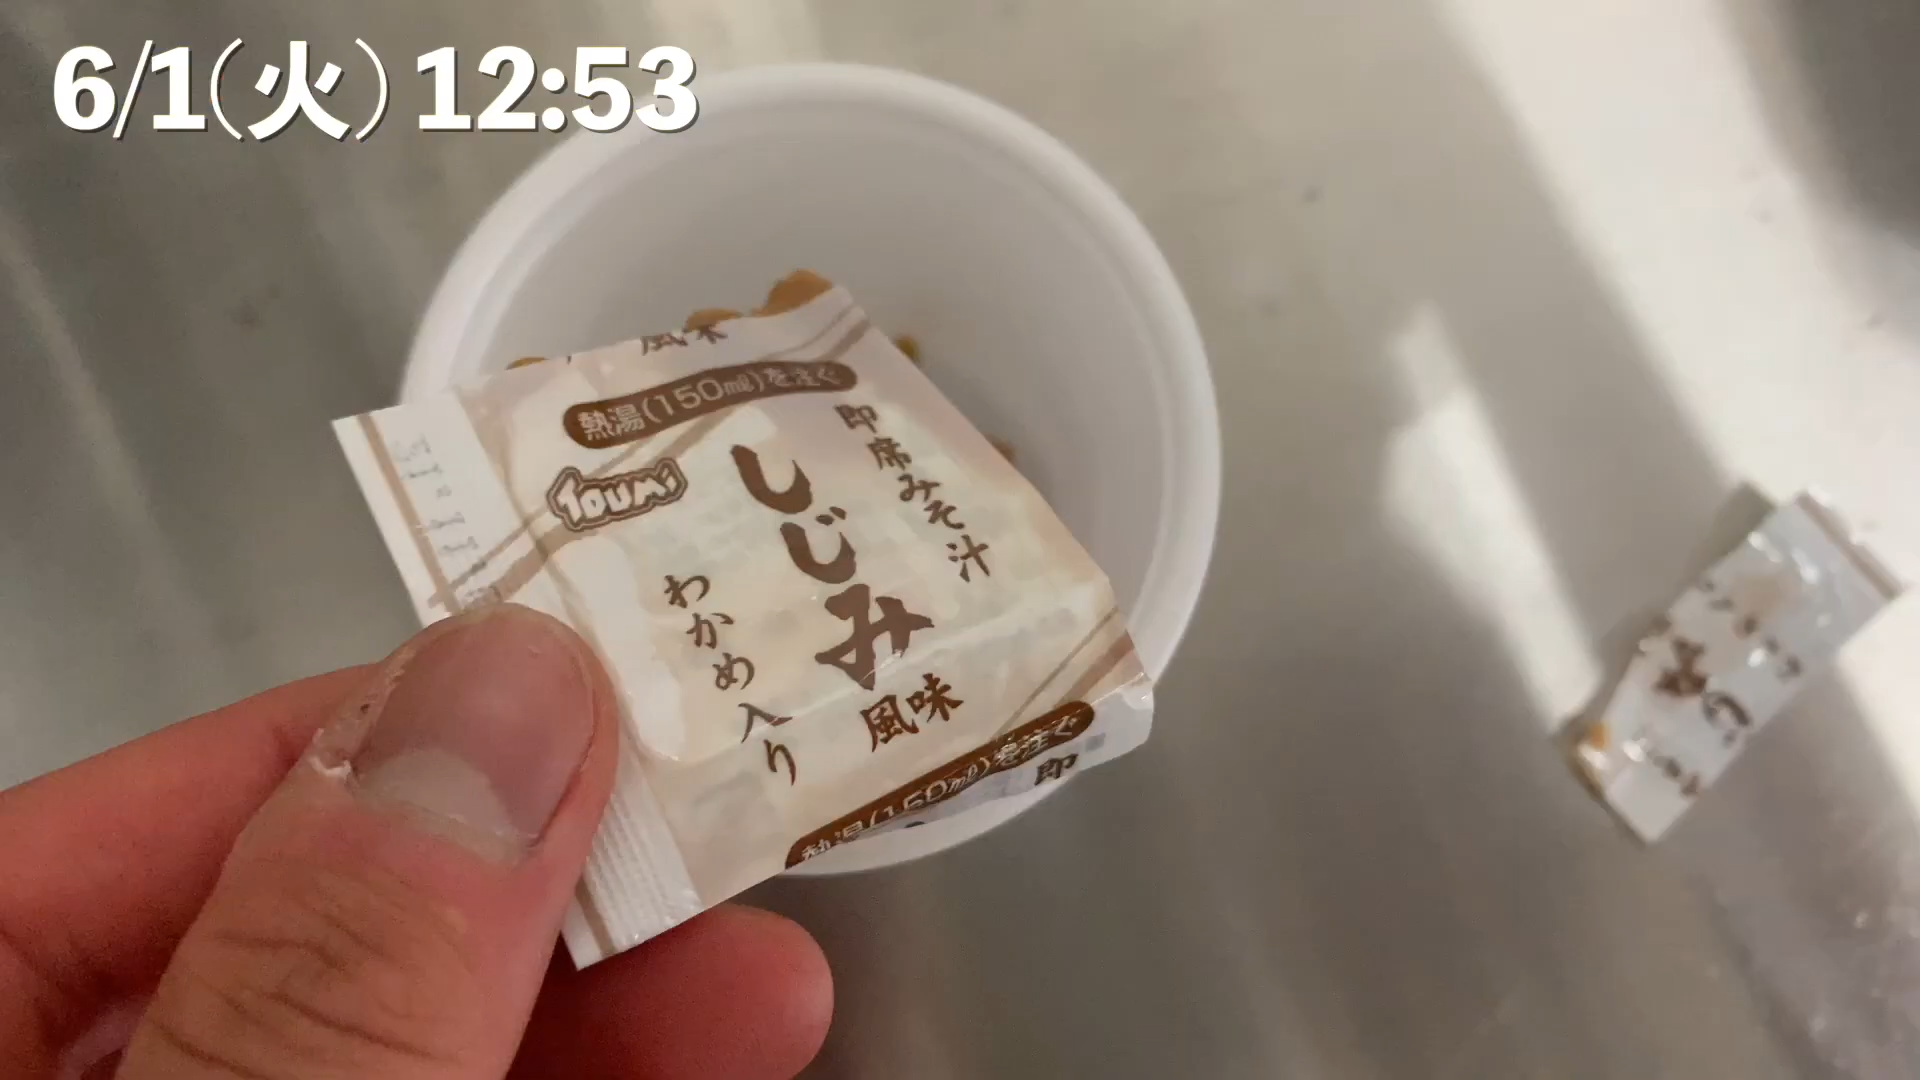 6/1(火) 12:53
風味
熱湯(150㎖)を注ぐ
TOUMI
即席みそ汁
しじみ
風味
わかめ入り
熱湯(150㎖)を注ぐ
即